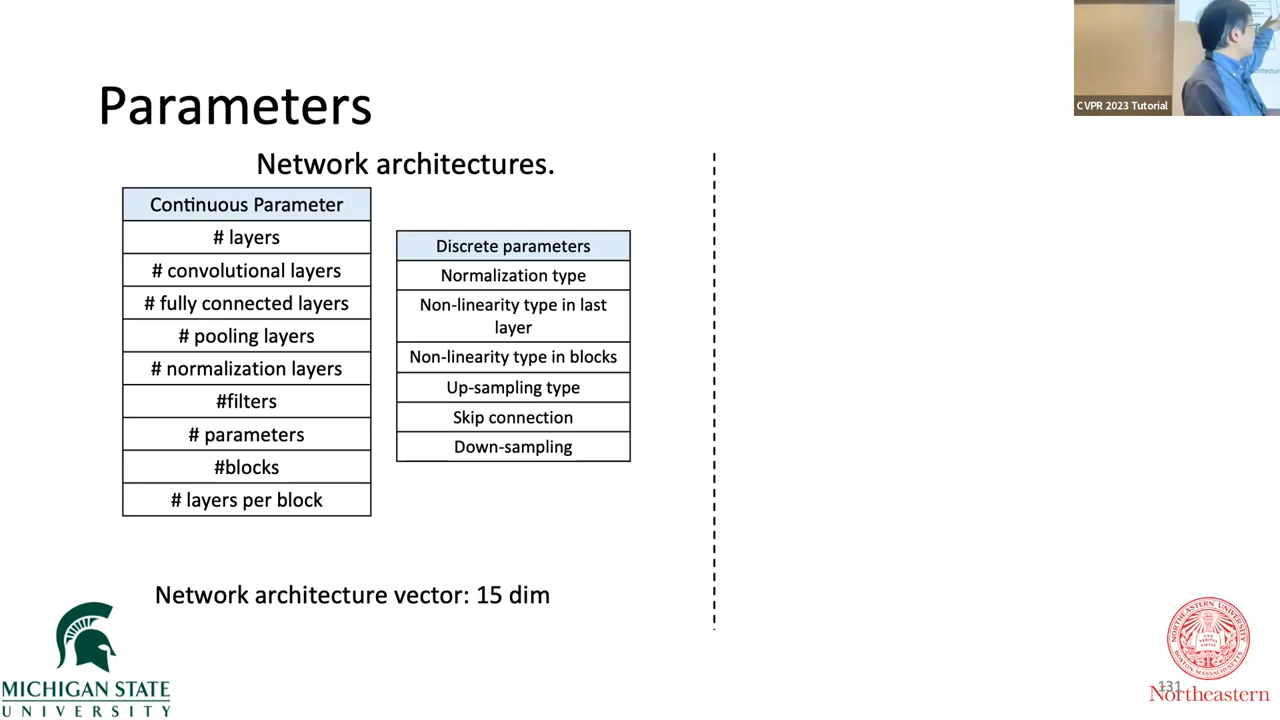 CVPR 2023 Tutorial
Parameters
Network architectures.
Continuous Parameter
# layers
# convolutional layers
# fully connected layers
# pooling layers
# normalization layers
#filters
# parameters
#blocks
# layers per block
Discrete parameters
Normalization type
Non-linearity type in last
layer
Non-linearity type in blocks
Up-sampling type
Skip connection
Down-sampling
Network architecture vector: 15 dim
MICHIGAN STATE
UNIVERSITY
NORTHEASTERN UNIVERSITY
131
Northeastern